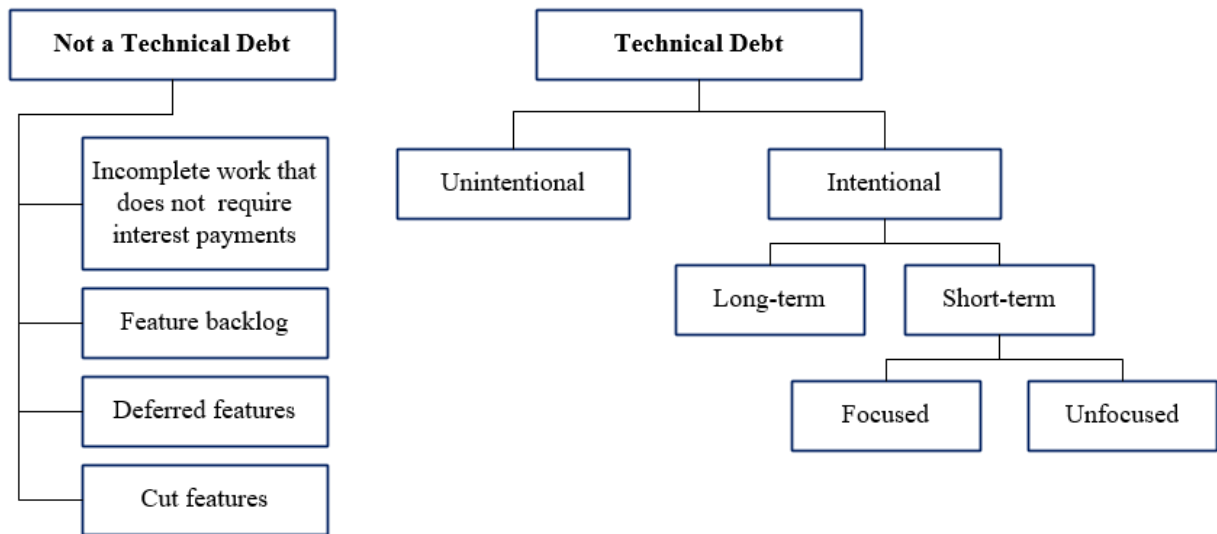 Not a Technical Debt
Incomplete work that
does not require
interest payments
Feature backlog
Deferred features
Cut features
Technical Debt
Unintentional
Intentional
Long-term
Short-term
Focused
Unfocused